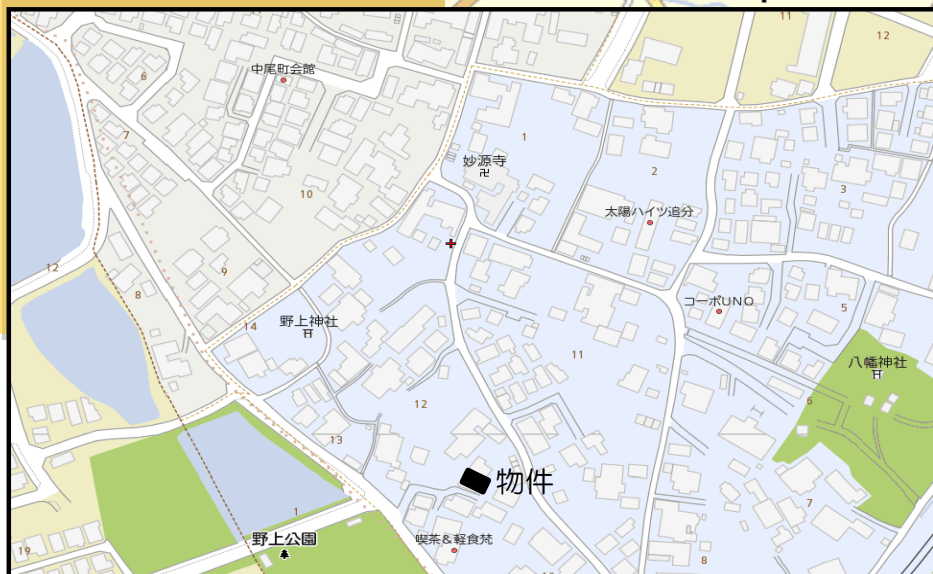 11
12
中尾町会館
6
7
1
妙源寺
2
10
3
太陽ハイツ追分
12
9
8
コーポUNO
5
14
野上神社
11
八幡神社
12
6
13
物件
7
1
野上公園
喫茶&軽食梵
19
8